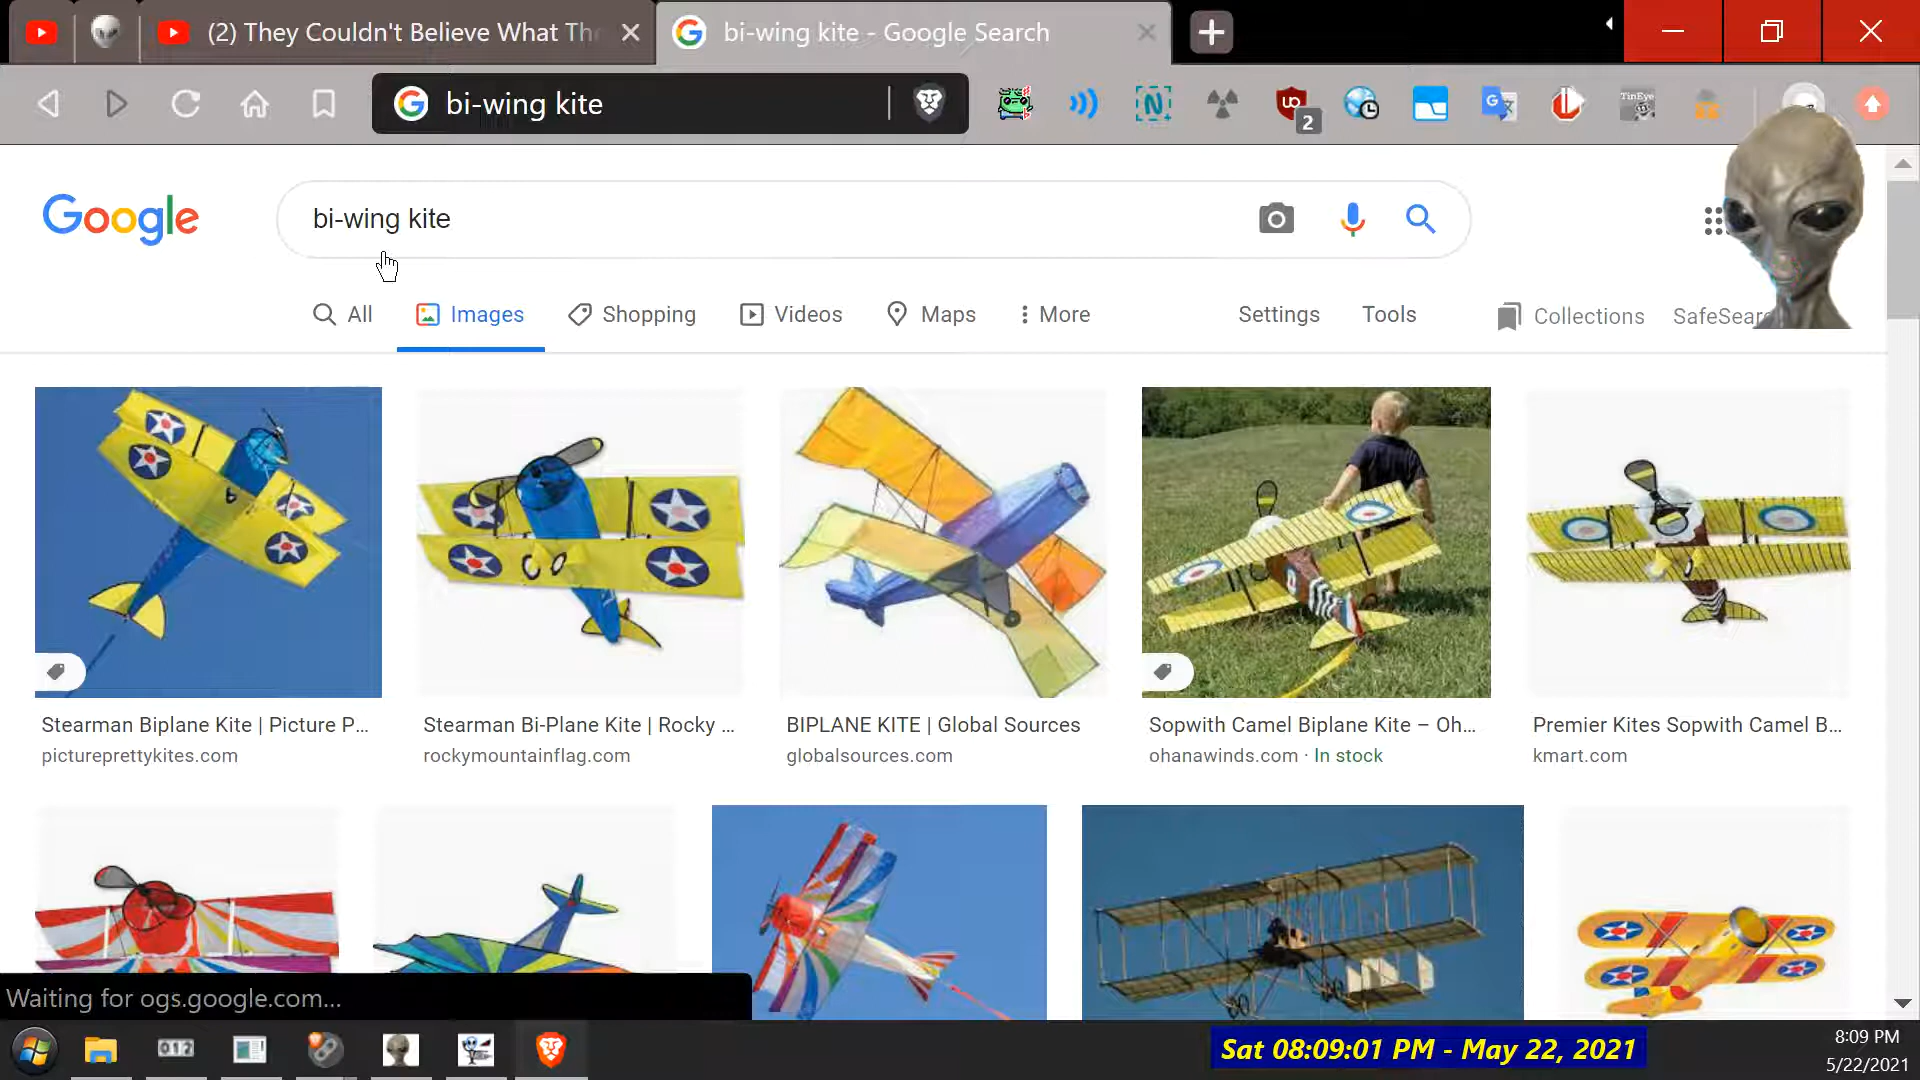 (2) They Couldn't Believe What Th
bi-wing kite - Google Search
bi-wing kite
2
TinEye
Google
bi-wing kite
All
Images
Shopping
Videos
Maps
More
Settings
Tools
Collections
SafeSear
Stearman Biplane Kite | Picture P...
pictureprettykites.com
Stearman Bi-Plane Kite | Rocky ...
rockymountainflag.com
BIPLANE KITE | Global Sources
globalsources.com
Sopwith Camel Biplane Kite – Oh...
ohanawinds.com · In stock
Premier Kites Sopwith Camel B...
kmart.com
Waiting for ogs.google.com...
012
Sat 08:09:01 PM - May 22, 2021
8:09 PM
5/22/2021